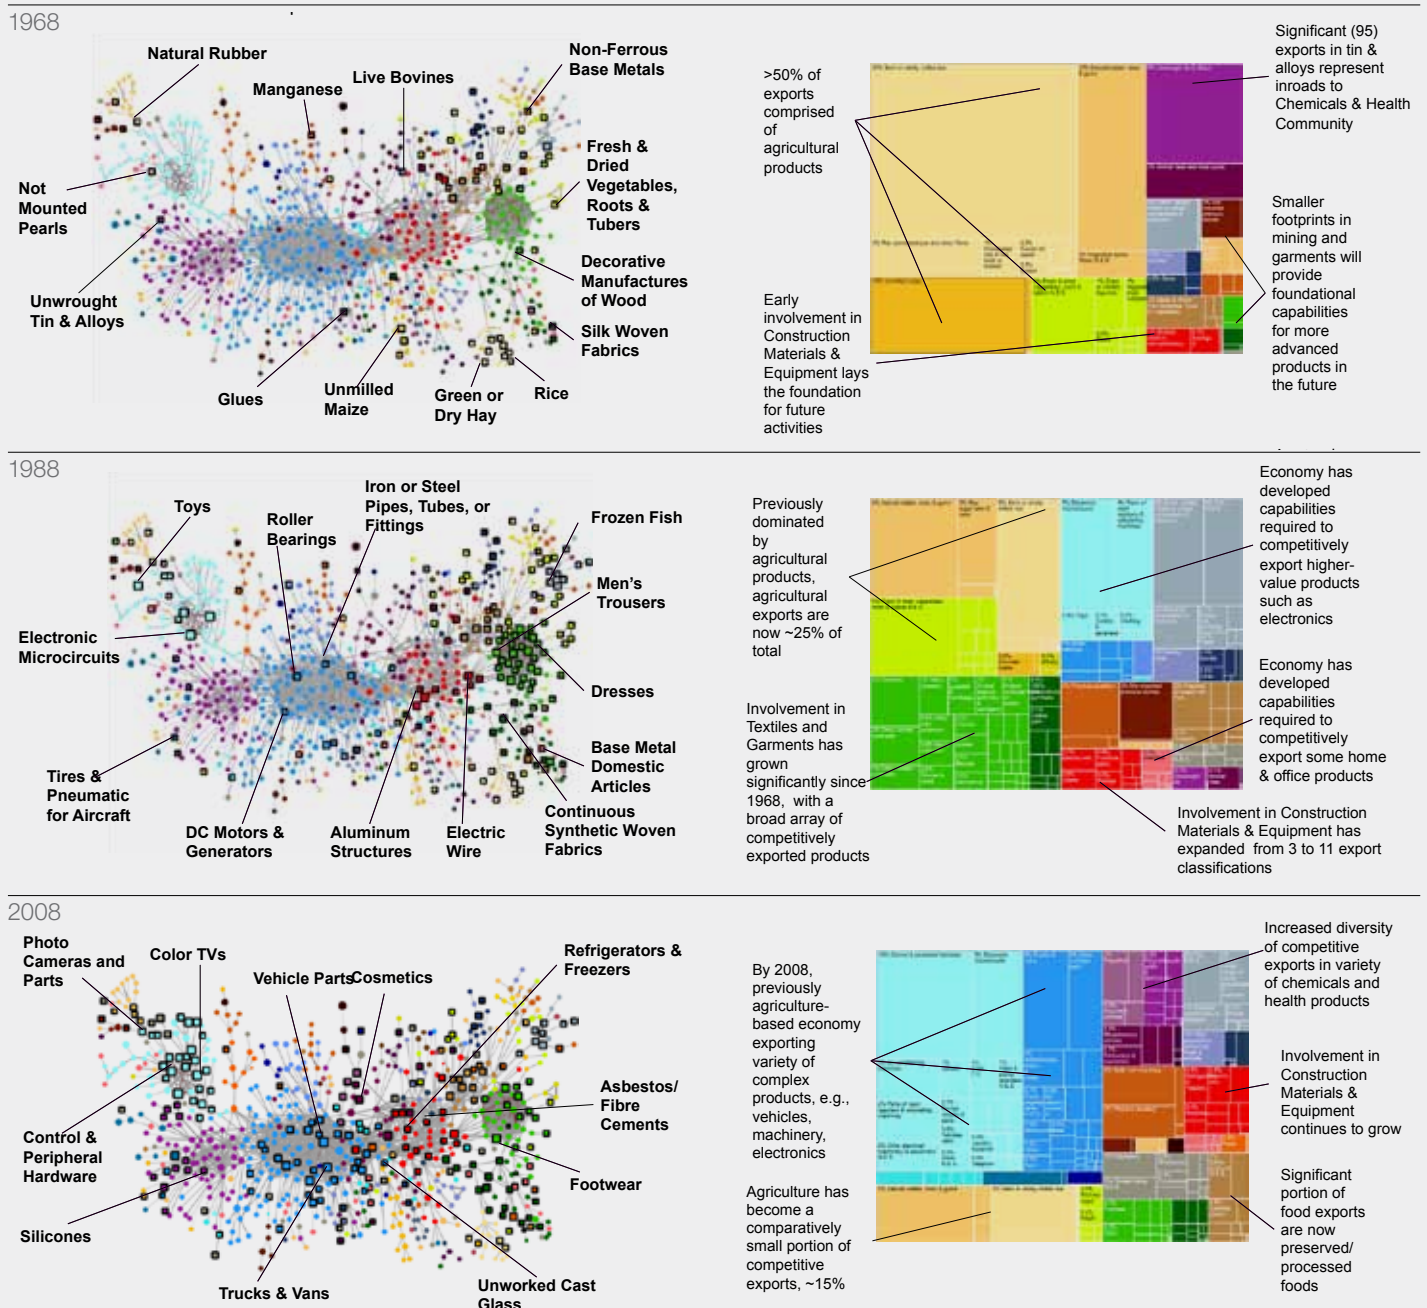 1968
Natural Rubber
Manganese
Live Bovines
Non-Ferrous
Base Metals
Fresh &
Dried
Vegetables,
Roots &
Tubers
Not
Mounted
Pearls
Unwrought
Tin & Alloys
Decorative
Manufactures
of Wood
Silk Woven
Fabrics
Glues
Unmilled
Maize
Green or
Dry Hay
Rice
>50% of
exports
comprised
of
agricultural
products
Early
involvement in
Construction
Materials &
Equipment lays
the foundation
for future
activities
Significant (95)
exports in tin &
alloys represent
inroads to
Chemicals & Health
Community
Smaller
footprints in
mining and
garments will
provide
foundational
capabilities
for more
advanced
products in
the future
1988
Toys
Roller
Bearings
Iron or Steel
Pipes, Tubes, or
Fittings
Frozen Fish
Men's
Trousers
Electronic
Microcircuits
Dresses
Tires &
Pneumatic
for Aircraft
DC Motors &
Generators
Aluminum
Structures
Electric
Wire
Base Metal
Domestic
Articles
Continuous
Synthetic Woven
Fabrics
Previously
dominated
by
agricultural
products,
agricultural
exports are
now ~25% of
total
Involvement in
Textiles and
Garments has
grown
significantly since
1968, with a
broad array of
competitively
exported products
Economy has
developed
capabilities
required to
competitively
export higher-
value products
such as
electronics
Economy has
developed
capabilities
required to
competitively
export some home
& office products
Involvement in Construction
Materials & Equipment has
expanded from 3 to 11 export
classifications
2008
Photo
Cameras and
Parts
Color TVs
Vehicle Parts
Cosmetics
Refrigerators &
Freezers
Asbestos/
Fibre
Cements
Control &
Peripheral
Hardware
Footwear
Silicones
Trucks & Vans
Unworked Cast
Glass
By 2008,
previously
agriculture-
based economy
exporting
variety of
complex
products, e.g.,
vehicles,
machinery,
electronics
Agriculture has
become a
comparatively
small portion of
competitive
exports, ~15%
Increased diversity
of competitive
exports in variety
of chemicals and
health products
Involvement in
Construction
Materials &
Equipment
continues to grow
Significant
portion of
food exports
are now
preserved/
processed
foods